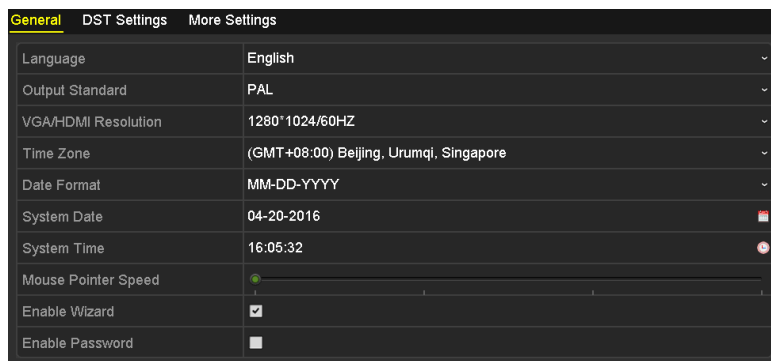 General DST Settings More Settings
Language English
Output Standard PAL
VGA/HDMI Resolution 1280*1024/60HZ
Time Zone (GMT+08:00) Beijing, Urumqi, Singapore
Date Format MM-DD-YYYY
System Date 04-20-2016
System Time 16:05:32
Mouse Pointer Speed
Enable Wizard
Enable Password